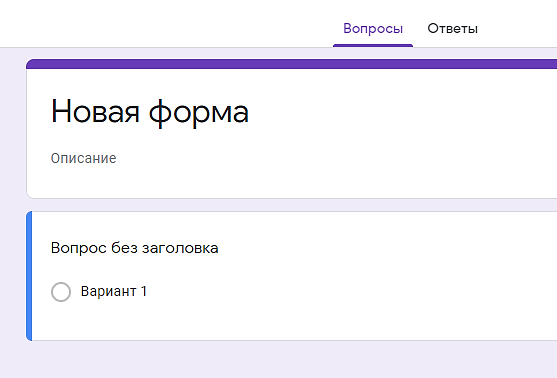 Вопросы Ответы
Новая форма
Описание
Вопрос без заголовка
Вариант 1